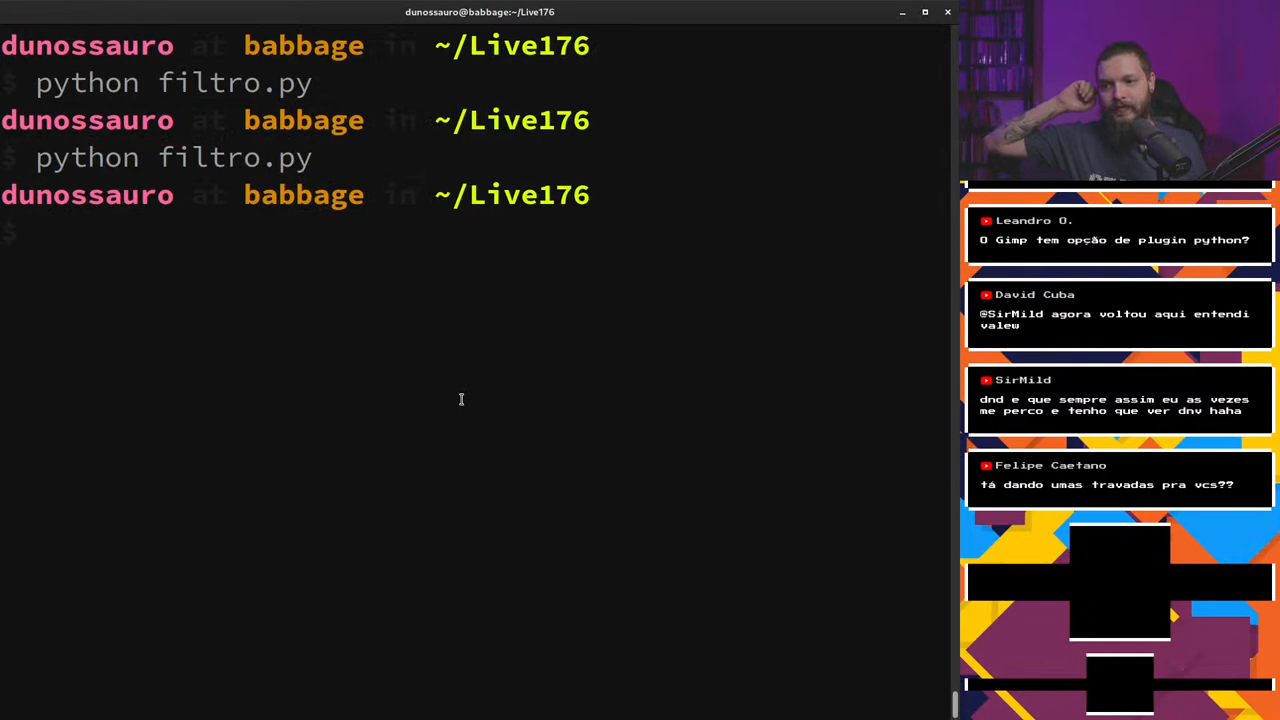 dunossauro@babbage:~/Live176
dunossauro at babbage in ~/Live176
$ python filtro.py
dunossauro at babbage in ~/Live176
$ python filtro.py
dunossauro at babbage in ~/Live176
$
Leandro O.
O Gimp tem opção de plugin python?
David Cuba
@SirMild agora voltou aqui entendi
valew
SirMild
dnd e que sempre assim eu as vezes
me perco e tenho que ver dnv haha
Felipe Caetano
tá dando umas travadas pra vcs??